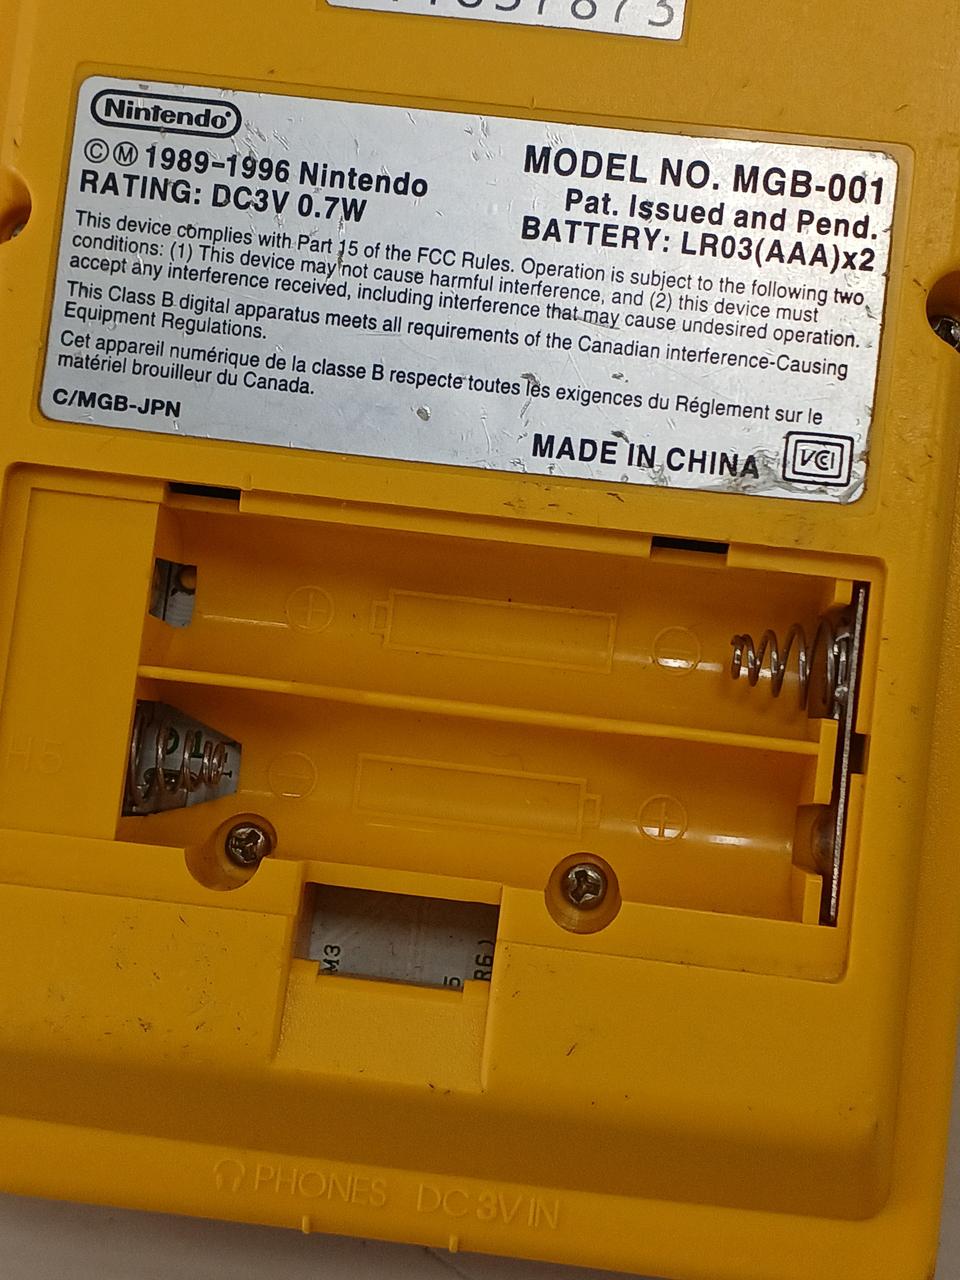 Nintendo®
©Ⓜ 1989-1996 Nintendo
RATING: DC3V 0.7W
MODEL NO. MGB-001
Pat. Issued and Pend.
BATTERY: LR03(AAA)x2
This device complies with Part 15 of the FCC Rules. Operation is subject to the following two
conditions: (1) This device may not cause harmful interference, and (2) this device must
accept any interference received, including interference that may cause undesired operation.
This Class B digital apparatus meets all requirements of the Canadian interference-Causing
Equipment Regulations.
Cet appareil numérique de la classe B respecte toutes les exigences du Réglement sur le
matériel brouilleur du Canada.
C/MGB-JPN
MADE IN CHINA
VCI
+ -
- +
H5
M3
R6)
PHONES DC 3V IN